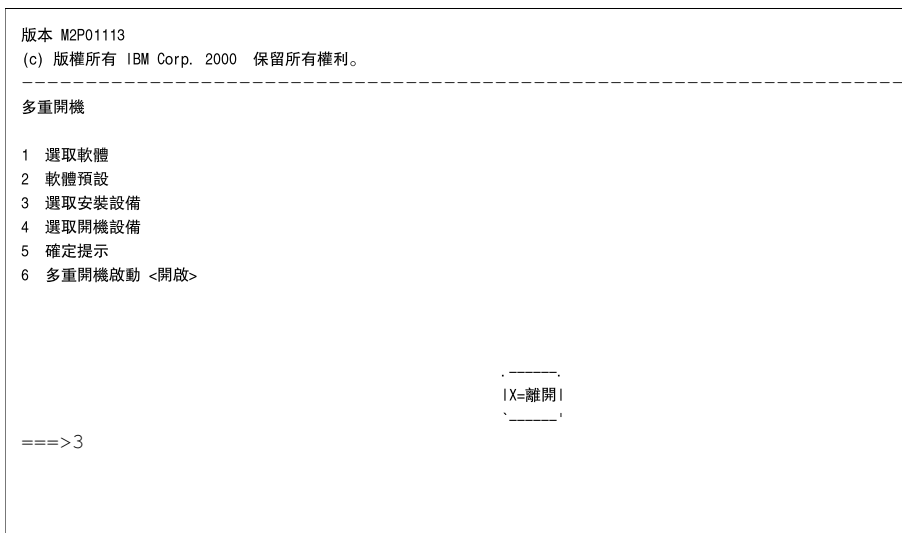 版本 M2P01113
(c) 版權所有 IBM Corp. 2000 保留所有權利。
-------------------------------------------------------------------
多重開機
1 選取軟體
2 軟體預設
3 選取安裝設備
4 選取開機設備
5 確定提示
6 多重開機啟動 <開啟>
.------.
|X=離開|
`------'
===>3